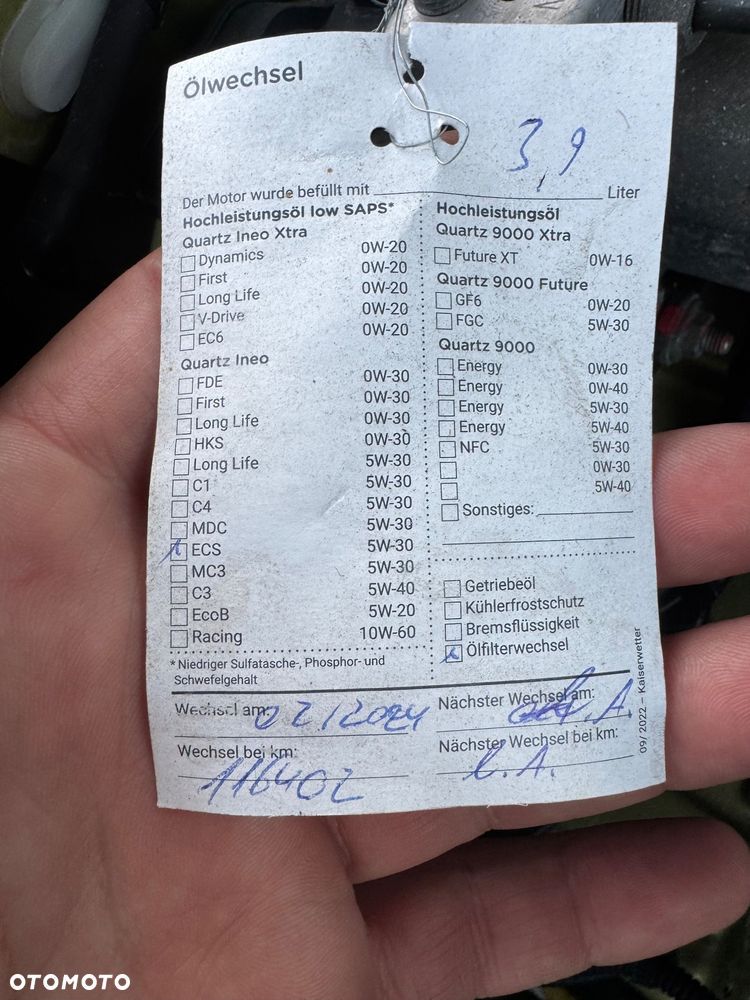 Ölwechsel
3,9
Der Motor wurde befüllt mit Liter
Hochleistungsöl low SAPS*
Quartz Ineo Xtra
Dynamics 0W-20
First 0W-20
Long Life 0W-20
V-Drive 0W-20
EC6 0W-20
Quartz Ineo
FDE 0W-30
First 0W-30
Long Life 0W-30
HKS 0W-30
Long Life 5W-30
C1 5W-30
C4 5W-30
MDC 5W-30
ECS 5W-30
MC3 5W-30
C3 5W-40
EcoB 5W-20
Racing 10W-60
* Niedriger Sulfatasche-, Phosphor- und
Schwefelgehalt
Hochleistungsöl
Quartz 9000 Xtra
Future XT 0W-16
Quartz 9000 Future
GF6 0W-20
FGC 5W-30
Quartz 9000
Energy 0W-30
Energy 0W-40
Energy 5W-30
Energy 5W-40
NFC 5W-30
0W-30
5W-40
Sonstiges:
Getriebeöl
Kühlerfrostschutz
Bremsflüssigkeit
Ölfilterwechsel
Wechsel am: 02/2024
Nächster Wechsel am:
Wechsel bei km:
116402
Nächster Wechsel bei km:
09/2022 – Kaiserwetter
OTOMOTO